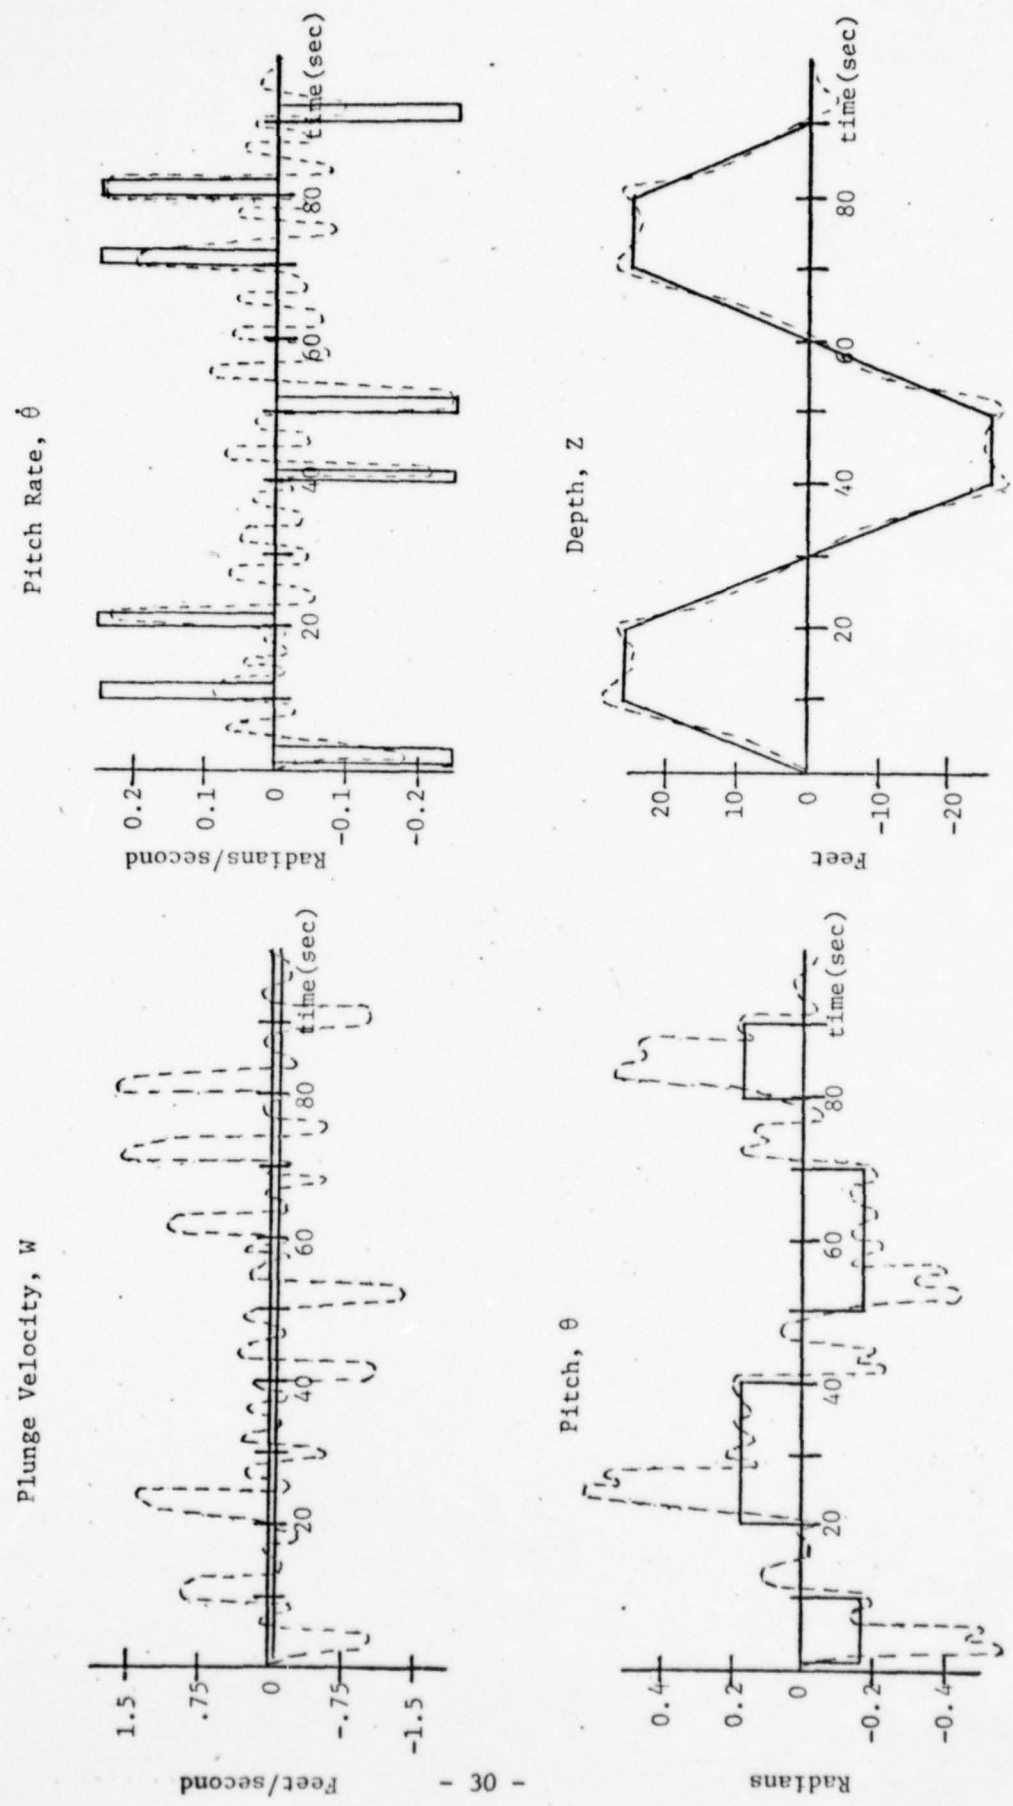 Plunge Velocity, W
Feet/second
1.5
.75
0
-.75
-1.5
20
40
60
80
time(sec)
Pitch Rate, θ̇
Radians/second
0.2
0.1
0
-0.1
-0.2
20
40
60
80
time(sec)
Pitch, θ
Radians
0.4
0.2
0
-0.2
-0.4
20
40
60
80
time(sec)
Depth, Z
Feet
20
10
0
-10
-20
20
40
60
80
time(sec)
- 30 -